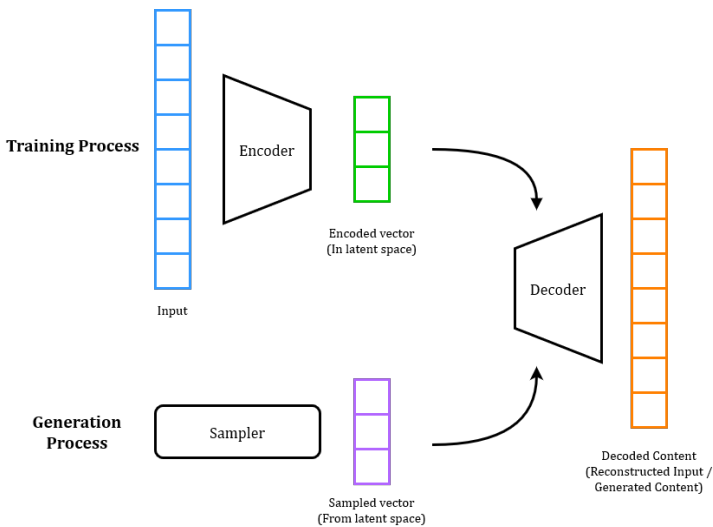 Training Process
Encoder
Encoded vector
(In latent space)
Input
Decoder
Generation
Process
Sampler
Sampled vector
(From latent space)
Decoded Content
(Reconstructed Input /
Generated Content)